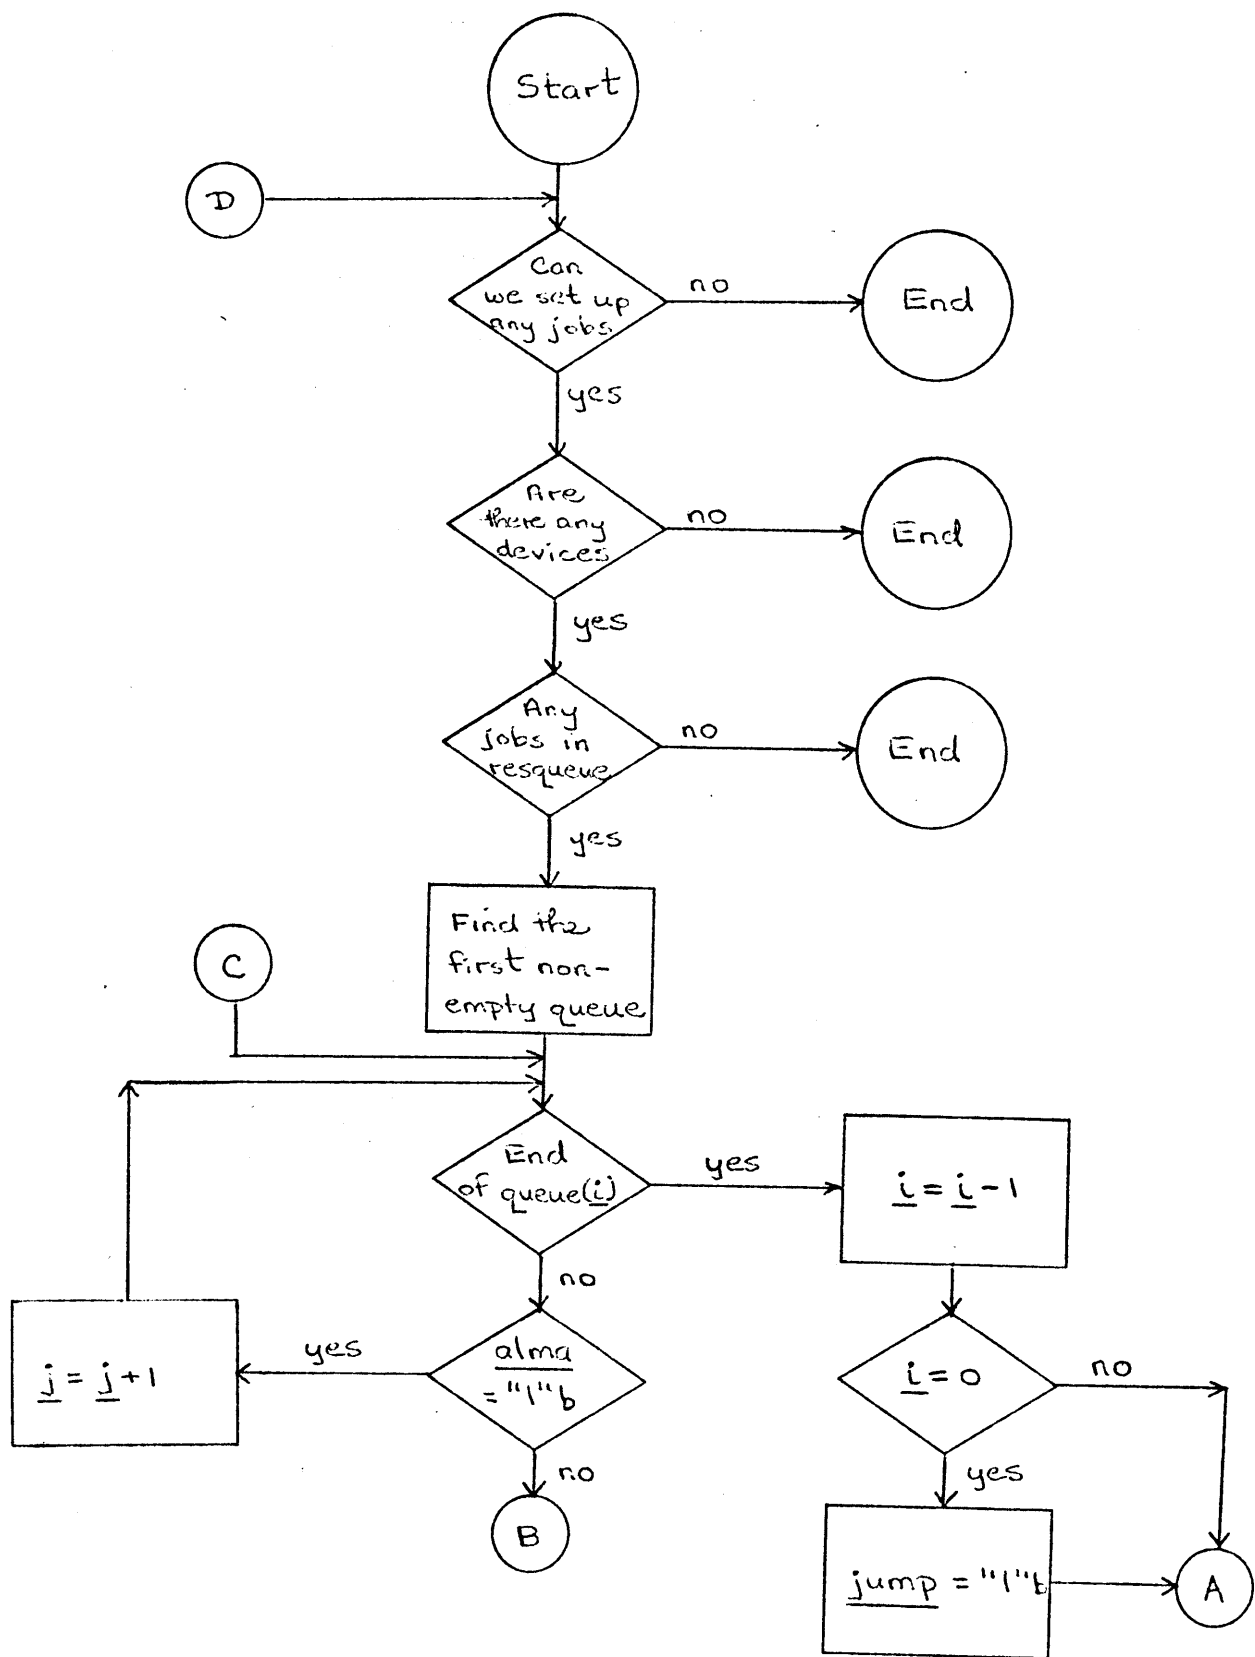 Start
D
Can
we set up
any jobs
no
End
yes
Are
there any
devices
no
End
yes
Any
jobs in
resqueue
no
End
yes
Find the
first non-
empty queue
C
End
of queue(i)
yes
i = i - 1
no
alma
= "1"b
yes
j = j + 1
no
B
i = 0
no
yes
jump = "1"b
A